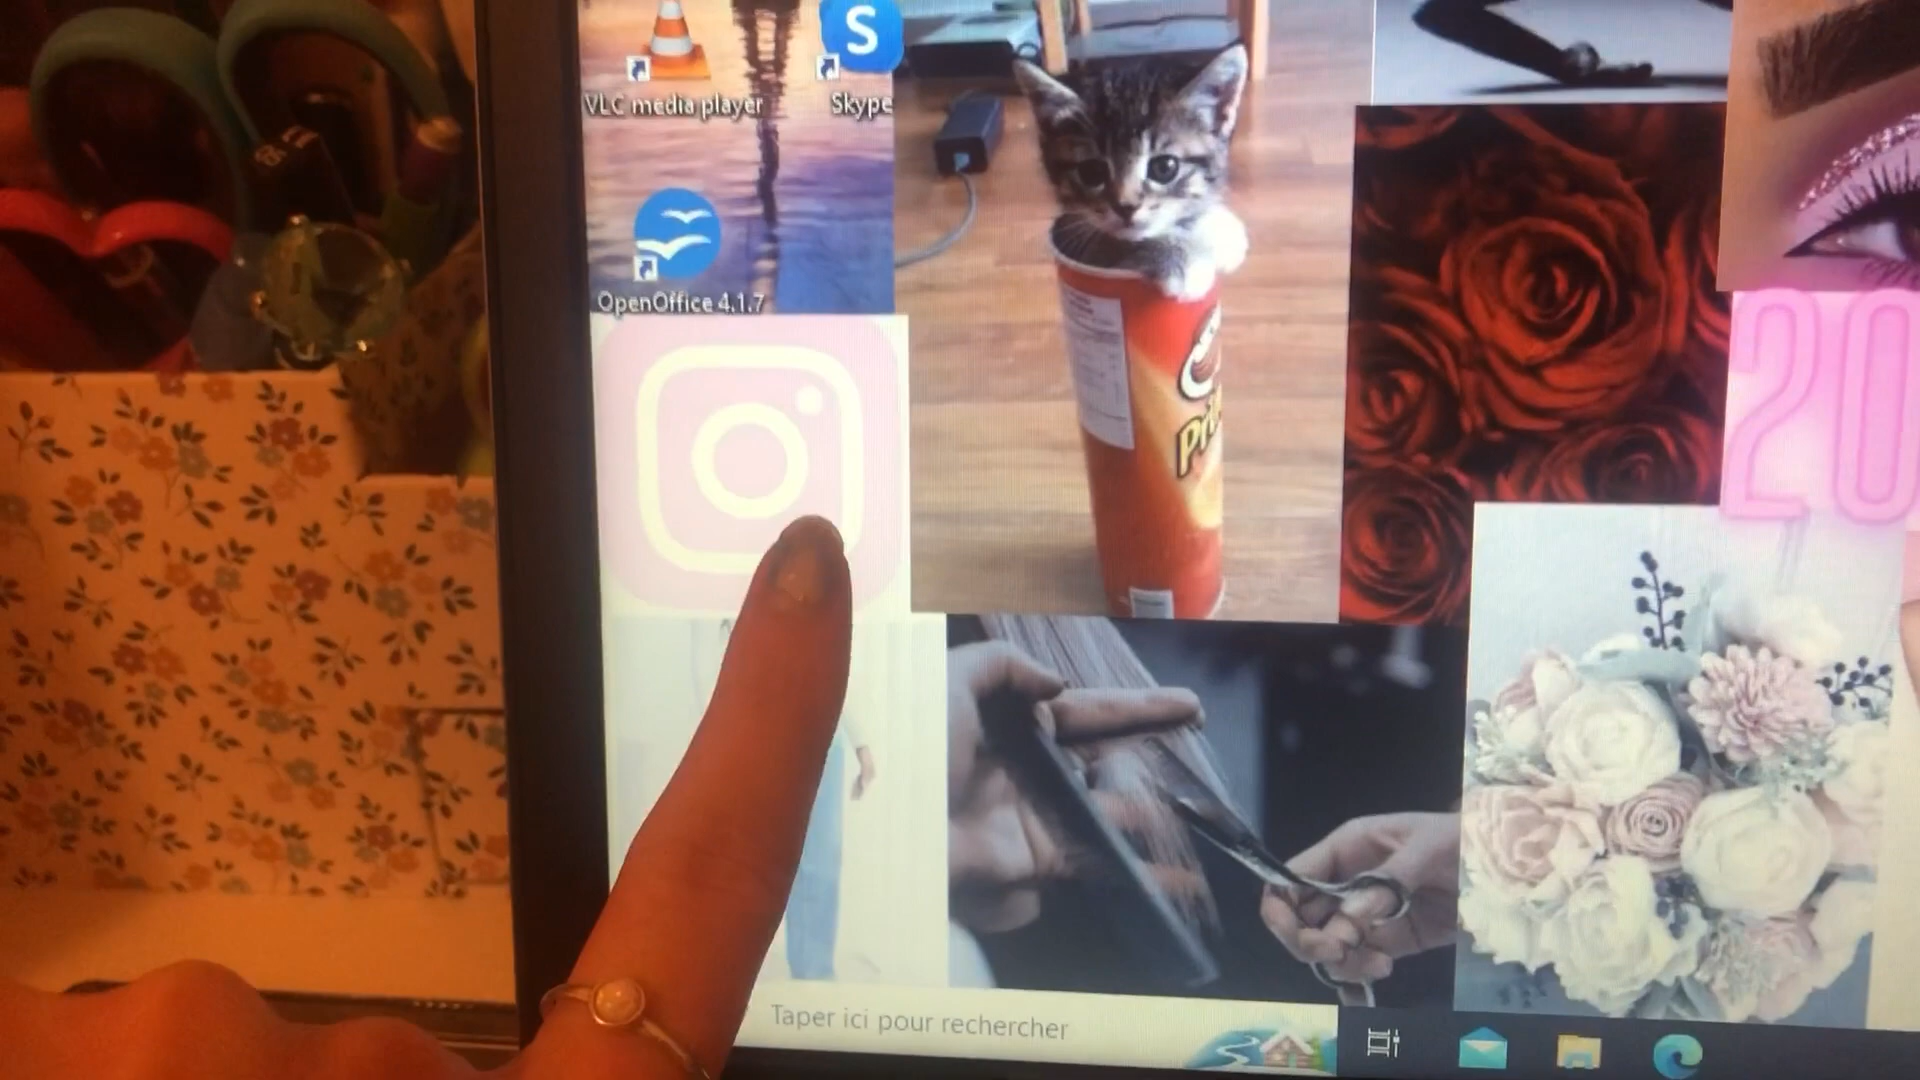 S
VLC media player
Skype
OpenOffice 4.1.7
20
Taper ici pour rechercher